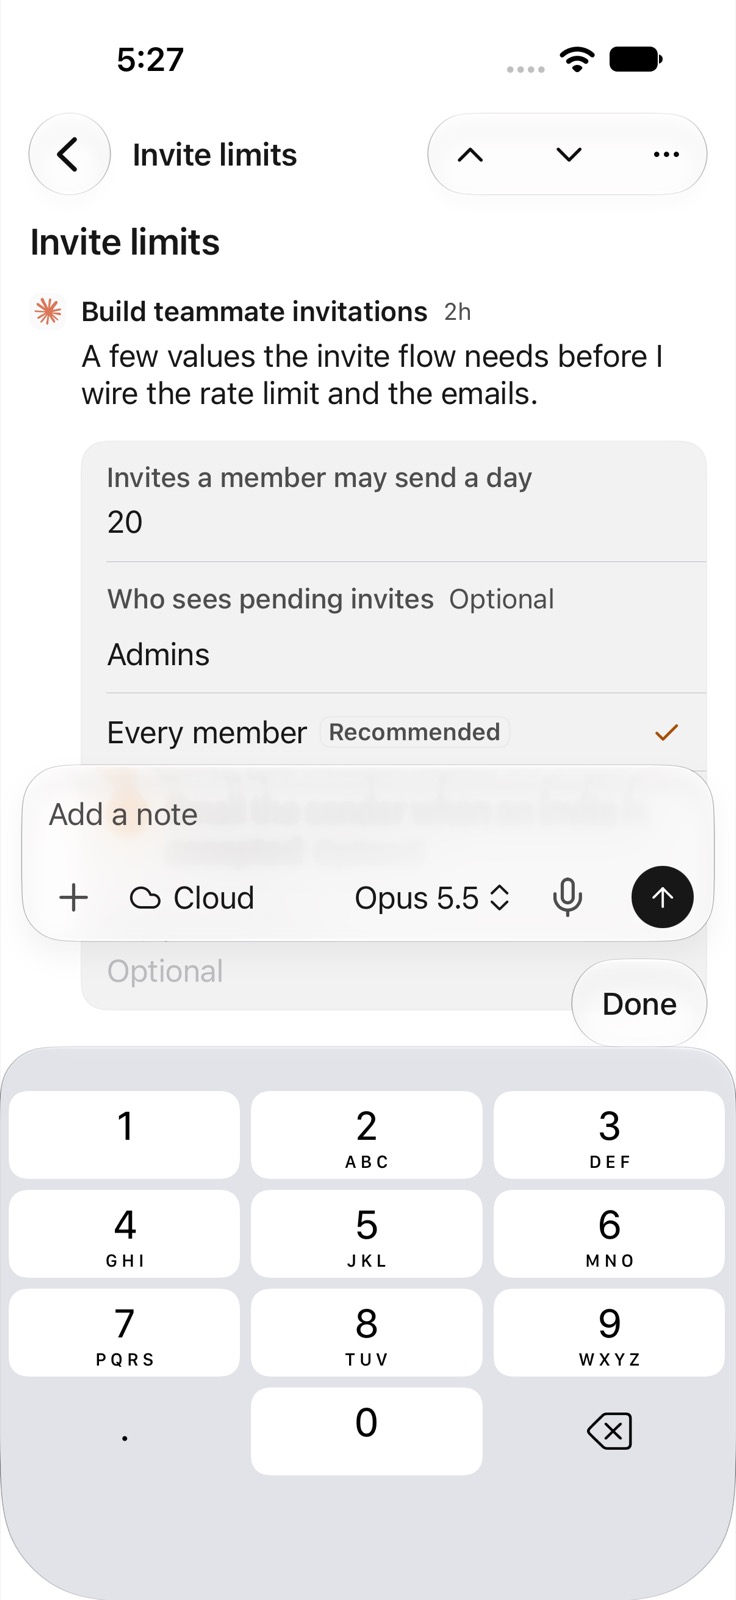 5:27
Invite limits
Invite limits
Build teammate invitations 2h
A few values the invite flow needs before I
wire the rate limit and the emails.
Invites a member may send a day
20
Who sees pending invites Optional
Admins
Every member Recommended
Add a note
Cloud Opus 5.5
Optional
Done
1
2
ABC
3
DEF
4
GHI
5
JKL
6
MNO
7
PQRS
8
TUV
9
WXYZ
.
0